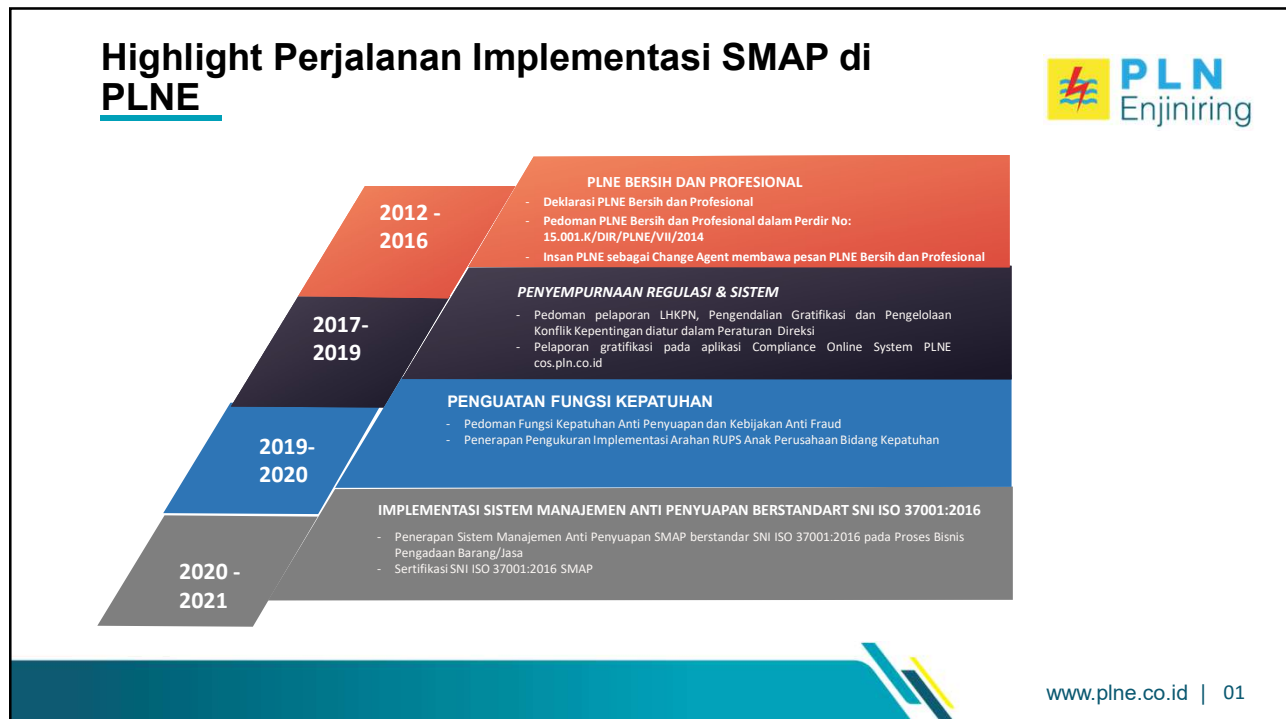 Highlight Perjalanan Implementasi SMAP di
PLNE
PLN
Enjiniring
2012 -
2016
PLNE BERSIH DAN PROFESIONAL
- Deklarasi PLNE Bersih dan Profesional
- Pedoman PLNE Bersih dan Profesional dalam Perdir No:
15.001.K/DIR/PLNE/VII/2014
- Insan PLNE sebagai Change Agent membawa pesan PLNE Bersih dan Profesional
2017-
2019
PENYEMPURNAAN REGULASI & SISTEM
- Pedoman pelaporan LHKPN, Pengendalian Gratifikasi dan Pengelolaan
Konflik Kepentingan diatur dalam Peraturan Direksi
- Pelaporan gratifikasi pada aplikasi Compliance Online System PLNE
cos.pln.co.id
2019-
2020
PENGUATAN FUNGSI KEPATUHAN
- Pedoman Fungsi Kepatuhan Anti Penyuapan dan Kebijakan Anti Fraud
- Penerapan Pengukuran Implementasi Arahan RUPS Anak Perusahaan Bidang Kepatuhan
2020 -
2021
IMPLEMENTASI SISTEM MANAJEMEN ANTI PENYUAPAN BERSTANDART SNI ISO 37001:2016
- Penerapan Sistem Manajemen Anti Penyuapan SMAP berstandar SNI ISO 37001:2016 pada Proses Bisnis
Pengadaan Barang/Jasa
- Sertifikasi SNI ISO 37001:2016 SMAP
www.plne.co.id | 01